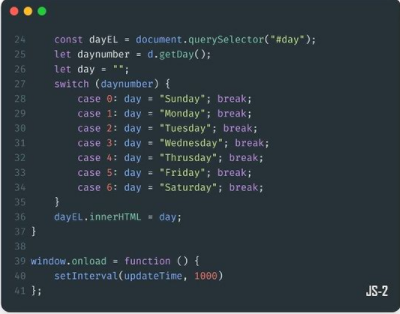 24 const dayEL = document.querySelector("#day");
25 let daynumber = d.getDay();
26 let day = "";
27 switch (daynumber) {
28 case 0: day = "Sunday"; break;
29 case 1: day = "Monday"; break;
30 case 2: day = "Tuesday"; break;
31 case 3: day = "Wednesday"; break;
32 case 4: day = "Thrusday"; break;
33 case 5: day = "Friday"; break;
34 case 6: day = "Saturday"; break;
35 }
36 dayEL.innerHTML = day;
37 }
38
39 window.onload = function () {
40 setInterval(updateTime, 1000)
41 };
JS-2